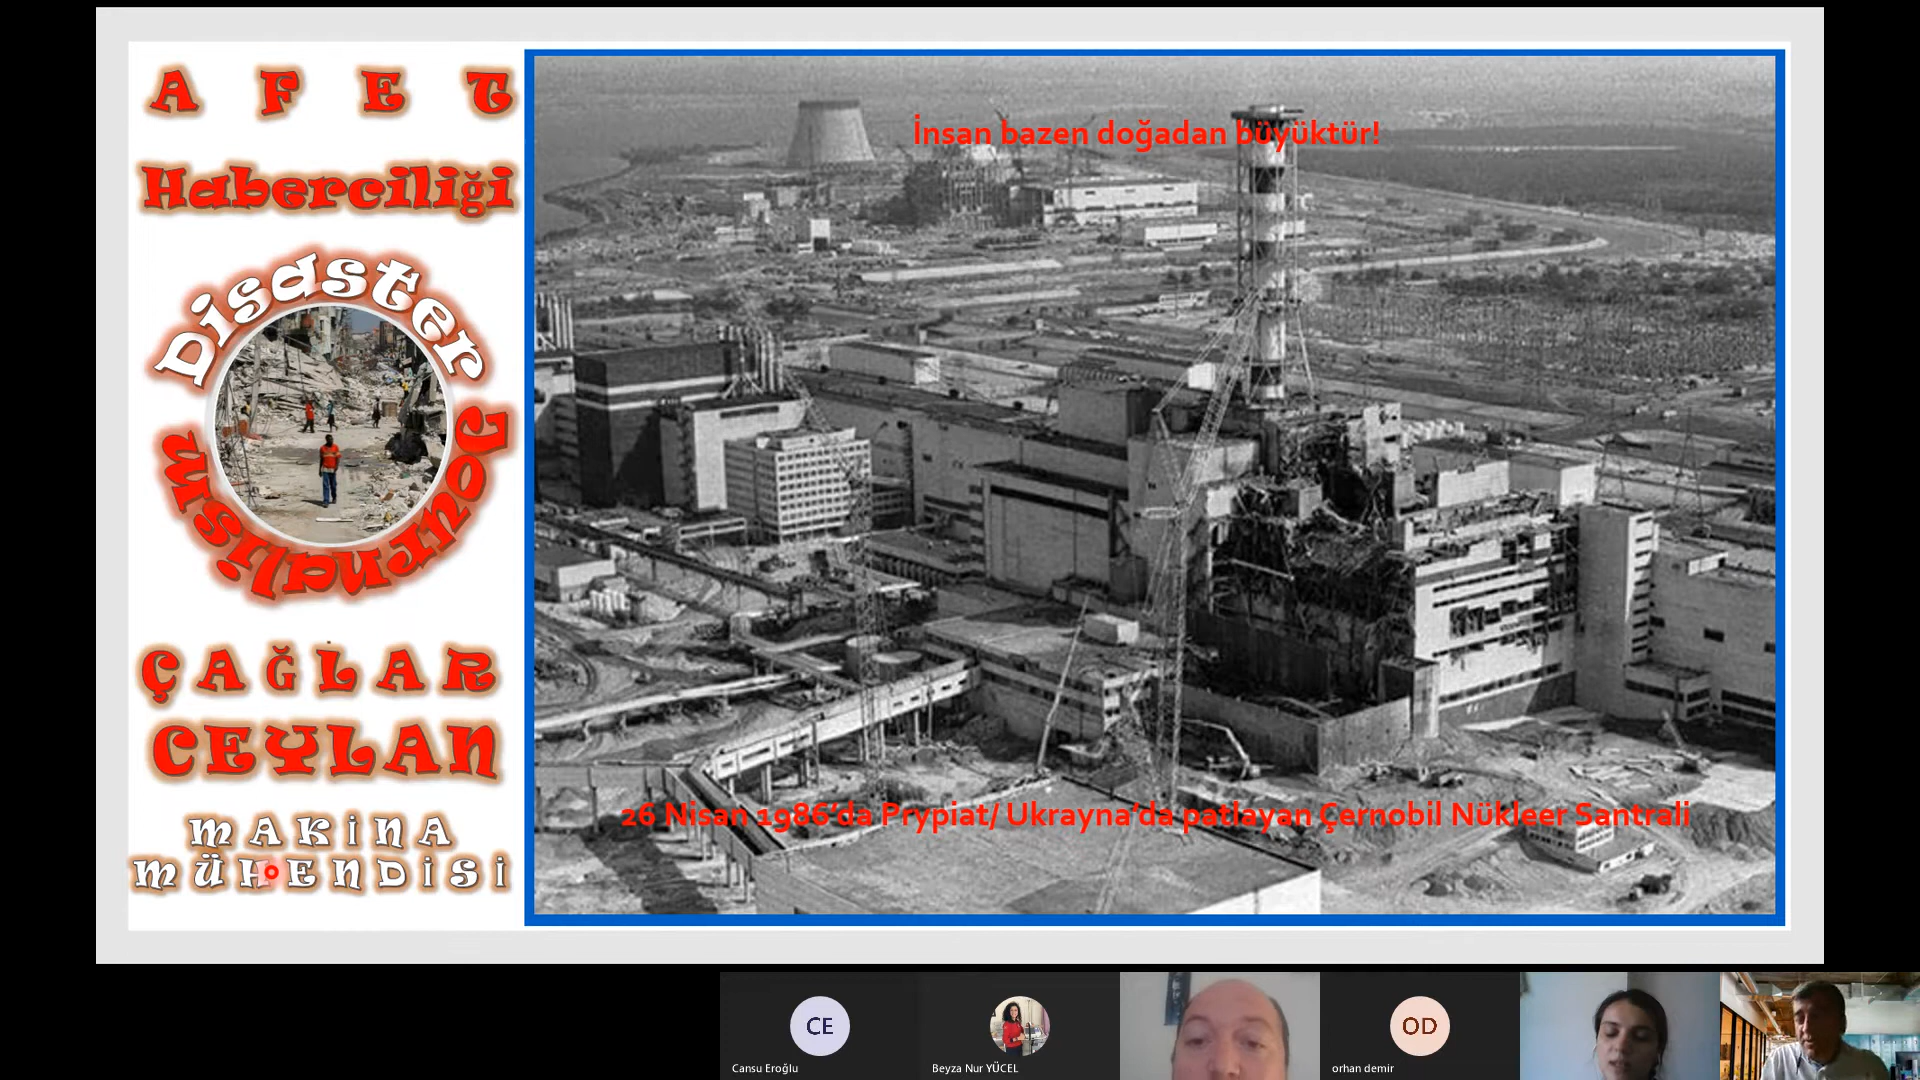 AFET
Haberciliği
Disaster
Journalism
ÇAĞLAR
CEYLAN
MAKİNA
MÜHENDİSİ
İnsan bazen doğadan büyüktür!
26 Nisan 1986'da Prypiat/ Ukrayna'da patlayan Çernobil Nükleer Santrali
CE
Cansu Eroğlu
Beyza Nur YÜCEL
OD
orhan demir